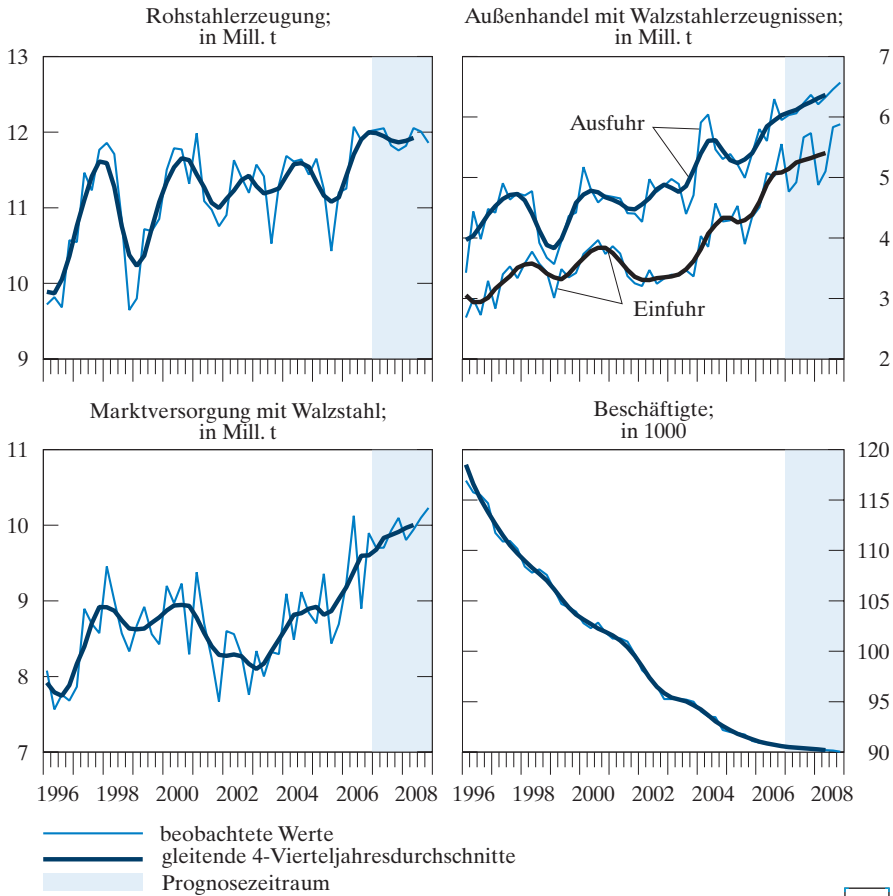 Rohstahlerzeugung;
in Mill. t
13
12
11
10
9
Außenhandel mit Walzstahlerzeugnissen;
in Mill. t
7
6
5
4
3
2
Ausfuhr
Einfuhr
Marktversorgung mit Walzstahl;
in Mill. t
11
10
9
8
7
1996 1998 2000 2002 2004 2006 2008
Beschäftigte;
in 1000
120
115
110
105
100
95
90
1996 1998 2000 2002 2004 2006 2008
beobachtete Werte
gleitende 4-Vierteljahresdurchschnitte
Prognosezeitraum